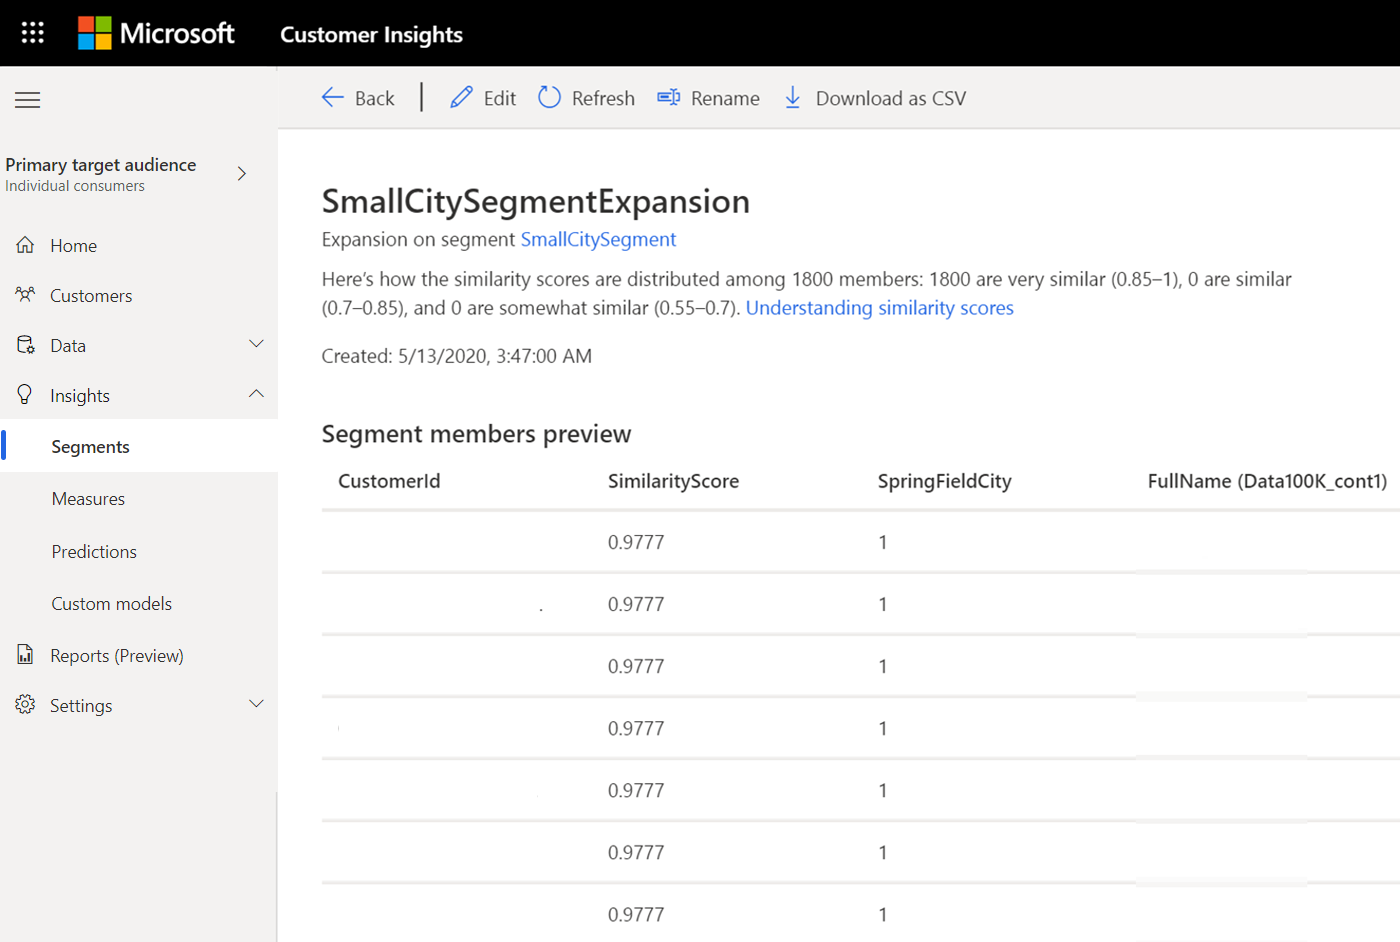 Microsoft
Customer Insights
Back
Edit
Refresh
Rename
Download as CSV
Primary target audience
Individual consumers
Home
Customers
Data
Insights
Segments
Measures
Predictions
Custom models
Reports (Preview)
Settings
SmallCitySegmentExpansion
Expansion on segment SmallCitySegment
Here's how the similarity scores are distributed among 1800 members: 1800 are very similar (0.85–1), 0 are similar
(0.7–0.85), and 0 are somewhat similar (0.55–0.7). Understanding similarity scores
Created: 5/13/2020, 3:47:00 AM
Segment members preview
CustomerId SimilarityScore SpringFieldCity FullName (Data100K_cont1)
0.9777 1
0.9777 1
0.9777 1
0.9777 1
0.9777 1
0.9777 1
0.9777 1